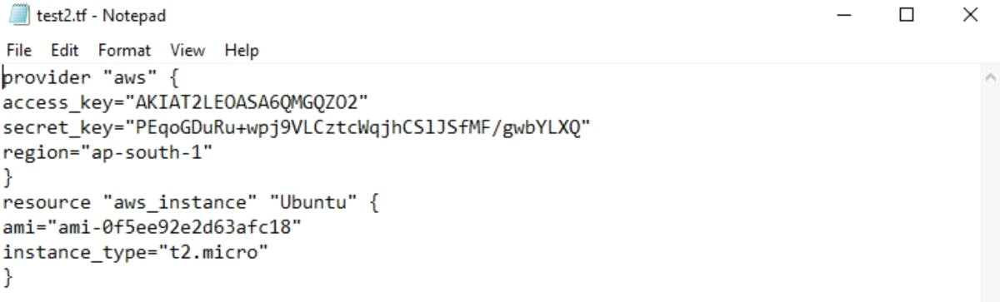 test2.tf - Notepad
File Edit Format View Help
provider "aws" {
access_key="AKIAT2LEOASA6QMGQZO2"
secret_key="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"
region="ap-south-1"
}
resource "aws_instance" "Ubuntu" {
ami="ami-0f5ee92e2d63afc18"
instance_type="t2.micro"
}